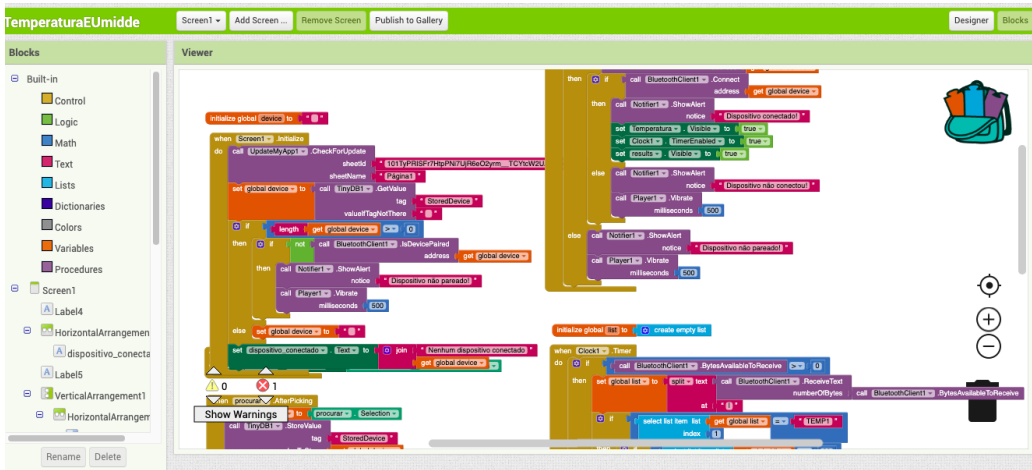 TemperaturaEUmidde
Screen1
Add Screen ...
Remove Screen
Publish to Gallery
Designer
Blocks
Blocks
Viewer
Built-in
Control
Logic
Math
Text
Lists
Dictionaries
Colors
Variables
Procedures
Screen1
Label4
HorizontalArrangemen
dispositivo_conecta
Label5
VerticalArrangement1
HorizontalArrangem
Rename
Delete
initialize global device to " "
when Screen1 .Initialize
do call UpdateMyApp1 .CheckForUpdate
sheetId
sheetName " Página1 "
set global device to call TinyDB1 .GetValue
tag " StoredDevice "
valueIfTagNotThere " "
if length get global device > 0
then if not call BluetoothClient1 .IsDevicePaired
address get global device
then call Notifier1 .ShowAlert
notice " Dispositivo não pareado! "
call Player1 .Vibrate
milliseconds 500
else set global device to " "
set dispositivo_conectado . Text to join " Nenhum dispositivo conectado "
get global device
0
1
Show Warnings
when procurar .AfterPicking
to procurar . Selection
call TinyDB1 .StoreValue
tag " StoredDevice "
then if call BluetoothClient1 .Connect
address get global device
then call Notifier1 .ShowAlert
notice " Dispositivo conectado! "
set Temperatura . Visible to true
set Clock1 . TimerEnabled to true
set results . Visible to true
else call Notifier1 .ShowAlert
notice " Dispositivo não conectou! "
call Player1 .Vibrate
milliseconds 500
else call Notifier1 .ShowAlert
notice " Dispositivo não pareado! "
call Player1 .Vibrate
milliseconds 500
initialize global list to create empty list
when Clock1 .Timer
do if call BluetoothClient1 .BytesAvailableToReceive > 0
then set global list to split text call BluetoothClient1 .ReceiveText
numberOfBytes call BluetoothClient1 .BytesAvailableToReceive
at
if select list item list get global list = " TEMP1 "
index 1